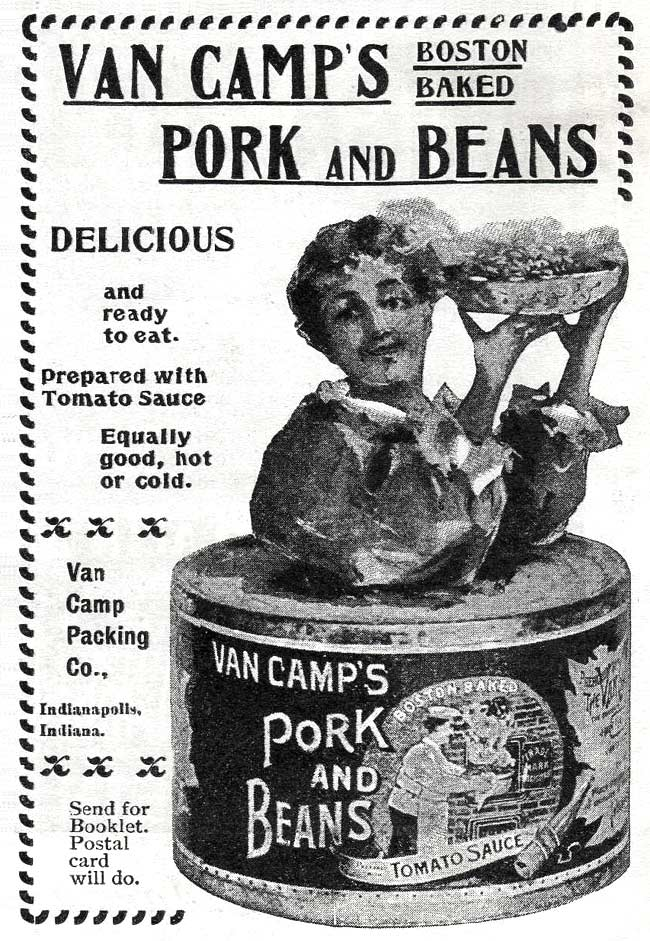 VAN CAMP'S BOSTON
BAKED
PORK AND BEANS
DELICIOUS
and
ready
to eat.
Prepared with
Tomato Sauce
Equally
good, hot
or cold.
Van
Camp
Packing
Co.,
Indianapolis,
Indiana.
Send for
Booklet.
Postal
card
will do.
VAN CAMP'S
PORK
AND
BEANS
BOSTON BAKED
TRADE
MARK
TOMATO SAUCE
THE VAN